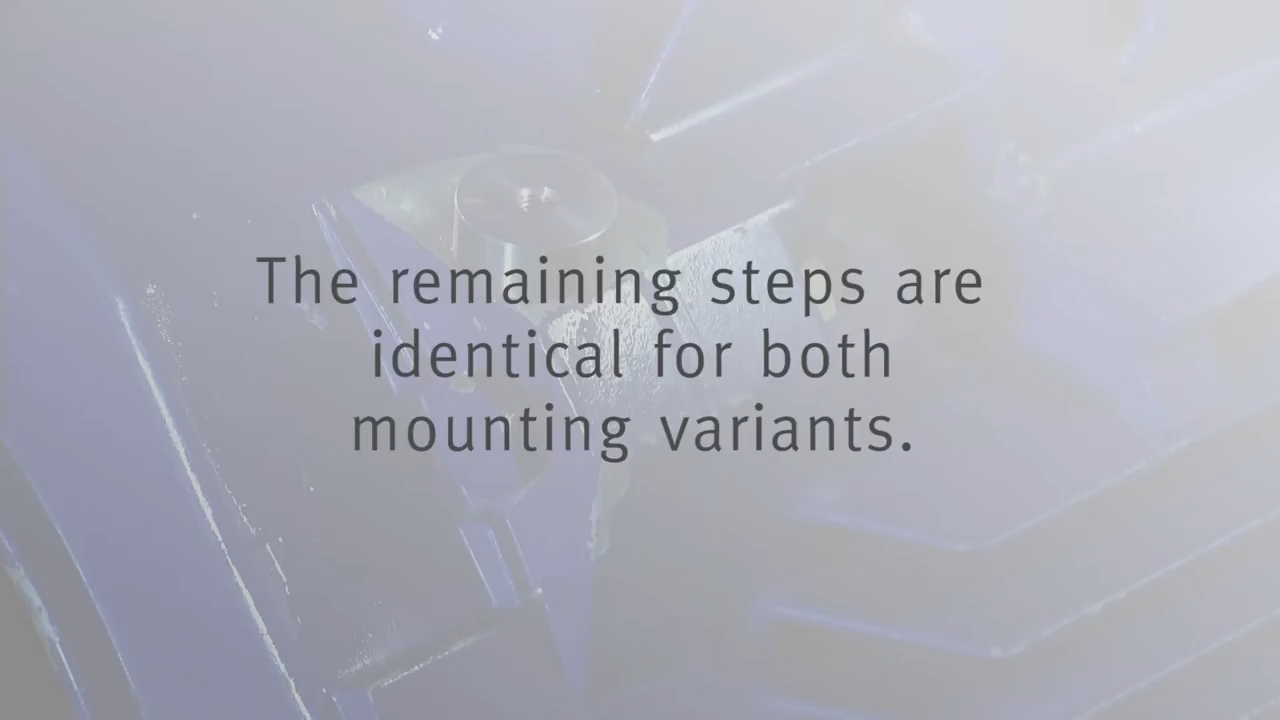 The remaining steps are
identical for both
mounting variants.